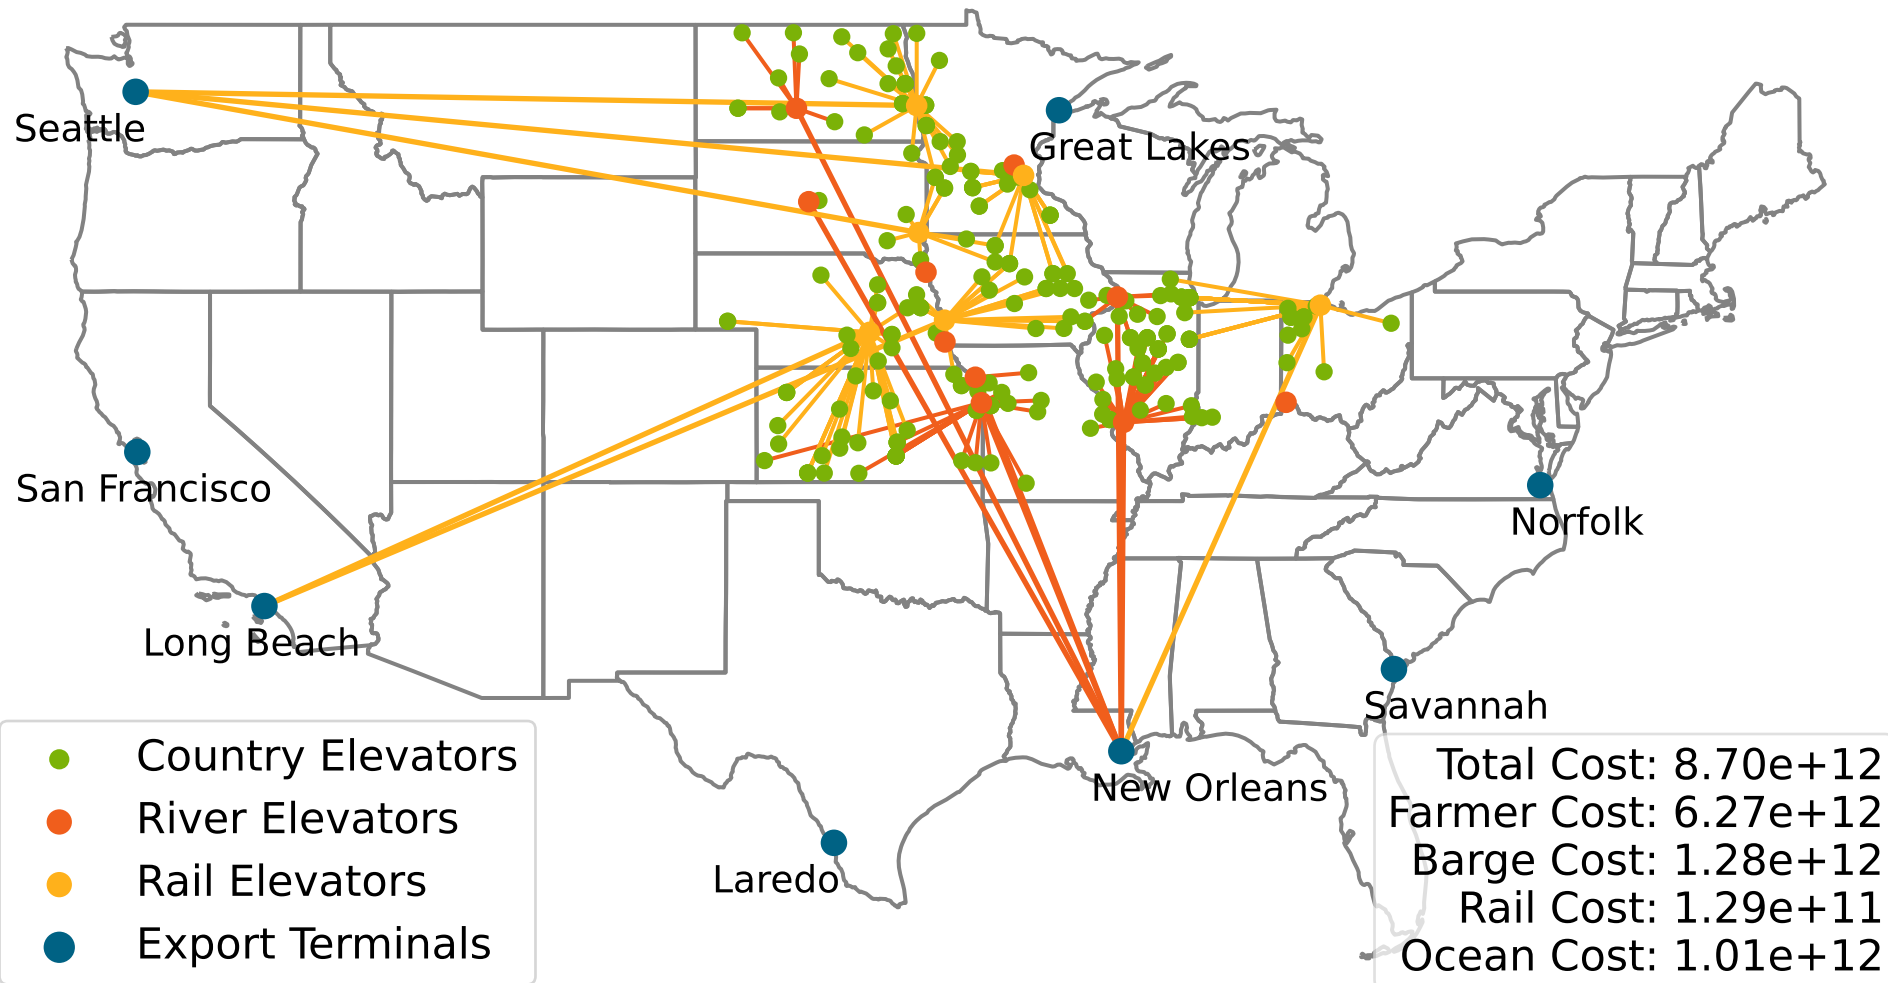 Seattle
Great Lakes
San Francisco
Norfolk
Long Beach
Savannah
New Orleans
Laredo
Country Elevators
River Elevators
Rail Elevators
Export Terminals
Total Cost: 8.70e+12
Farmer Cost: 6.27e+12
Barge Cost: 1.28e+12
Rail Cost: 1.29e+11
Ocean Cost: 1.01e+12